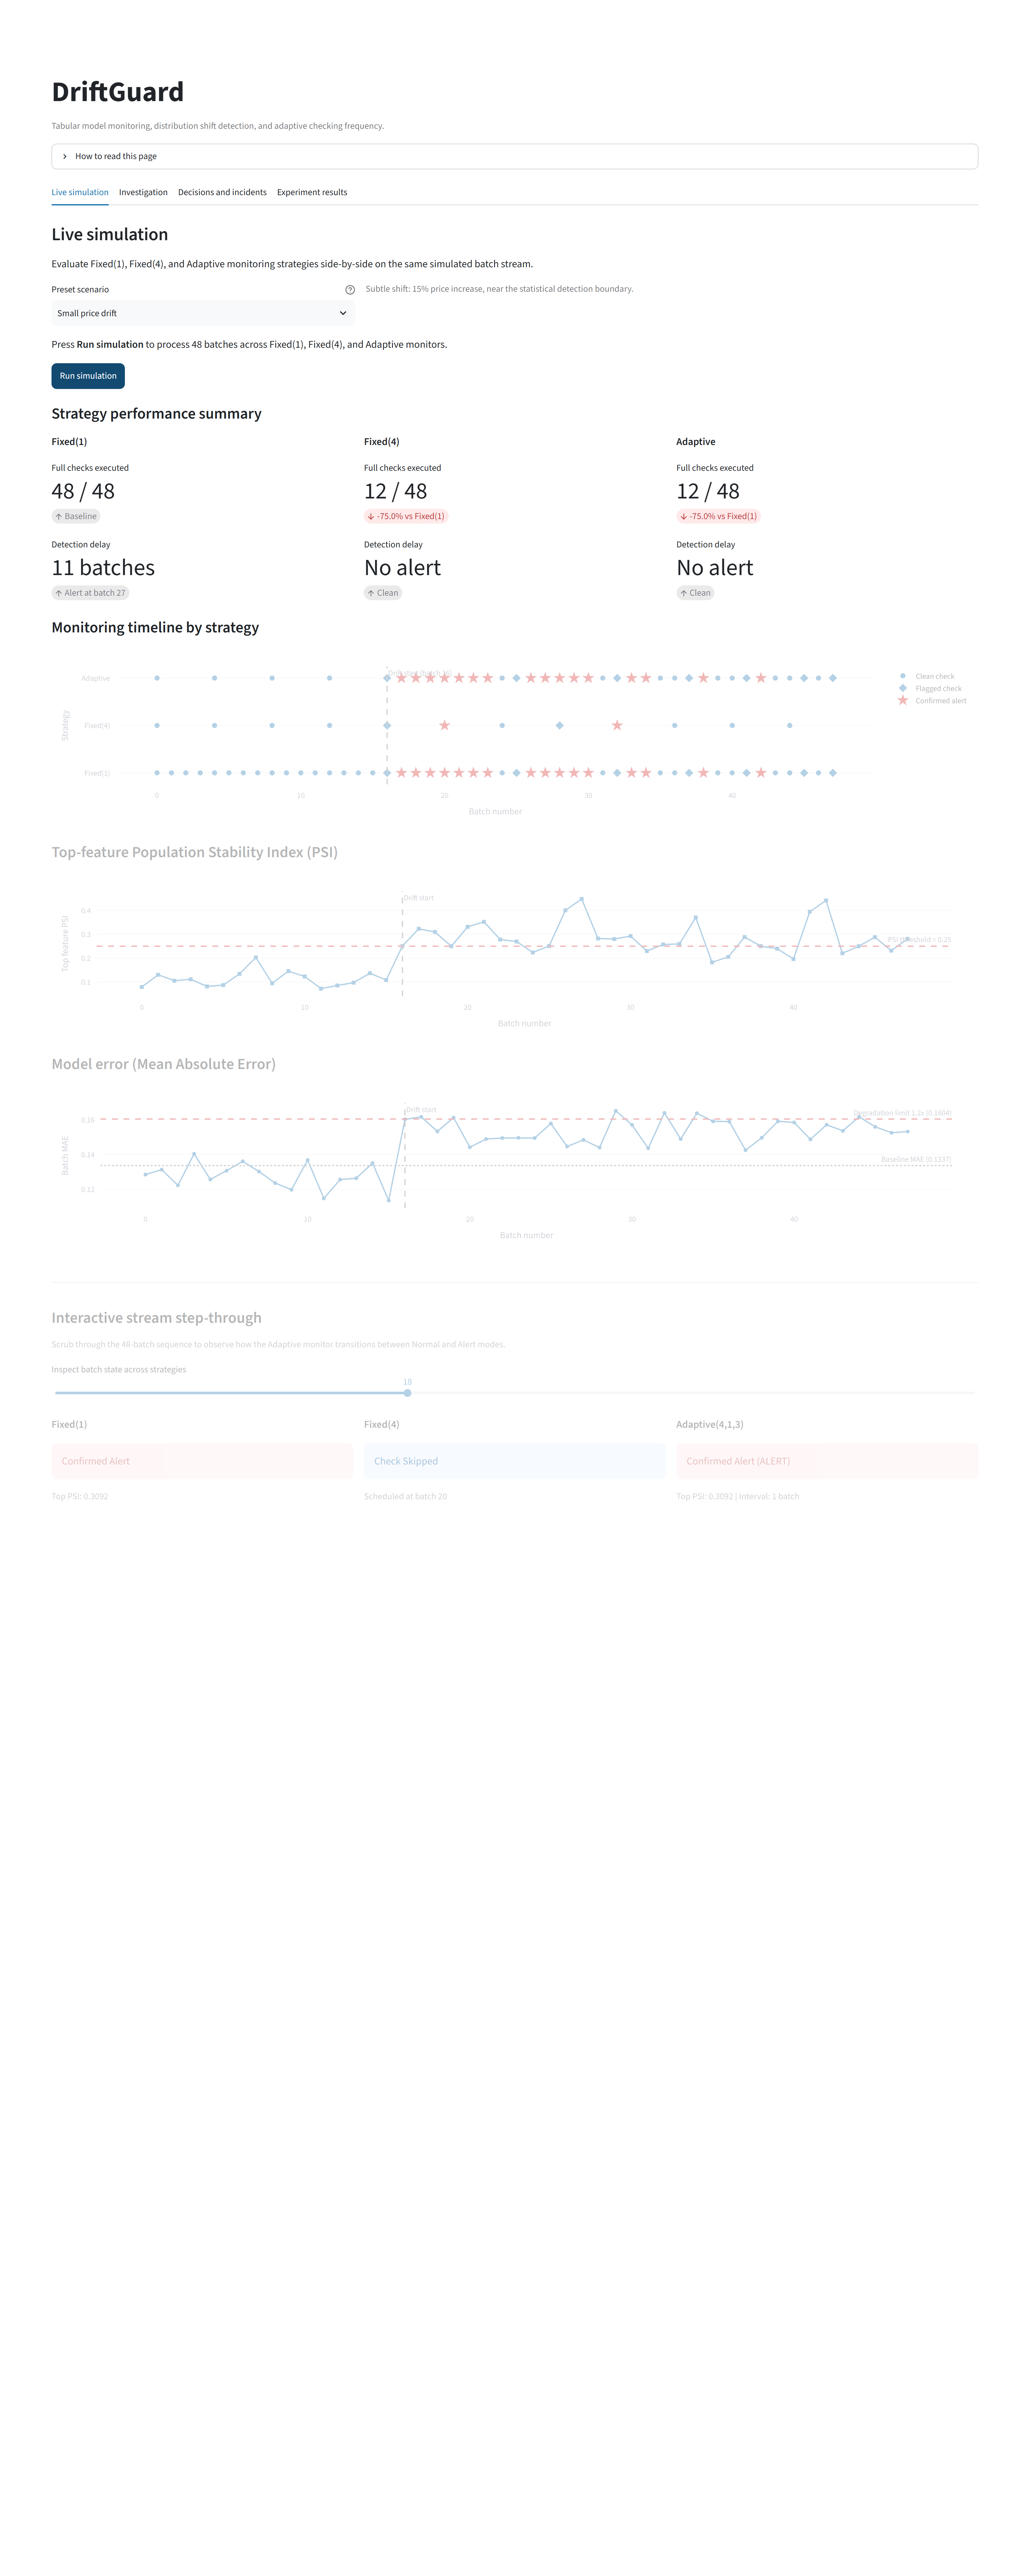 DriftGuard
Tabular model monitoring, distribution shift detection, and adaptive checking frequency.
How to read this page
Live simulation Investigation Decisions and incidents Experiment results
Live simulation
Evaluate Fixed(1), Fixed(4), and Adaptive monitoring strategies side-by-side on the same simulated batch stream.
Preset scenario
Subtle shift: 15% price increase, near the statistical detection boundary.
Small price drift
Press Run simulation to process 48 batches across Fixed(1), Fixed(4), and Adaptive monitors.
Run simulation
Strategy performance summary
Fixed(1) Fixed(4) Adaptive
Full checks executed Full checks executed Full checks executed
48 / 48 12 / 48 12 / 48
↑ Baseline ↓ -75.0% vs Fixed(1) ↓ -75.0% vs Fixed(1)
Detection delay Detection delay Detection delay
11 batches No alert No alert
↑ Alert at batch 27 ↑ Clean ↑ Clean
Monitoring timeline by strategy
Drift start (batch 16)
Adaptive
Fixed(4)
Fixed(1)
Strategy
0 10 20 30 40
Batch number
Clean check
Flagged check
Confirmed alert
Top-feature Population Stability Index (PSI)
Drift start
0.4
0.3
0.2
0.1
Top feature PSI
PSI threshold = 0.25
0 10 20 30 40
Batch number
Model error (Mean Absolute Error)
Drift start
Degradation limit 1.2x (0.1604)
0.16
0.14
0.12
Batch MAE
Baseline MAE (0.1337)
0 10 20 30 40
Batch number
Interactive stream step-through
Scrub through the 48-batch sequence to observe how the Adaptive monitor transitions between Normal and Alert modes.
Inspect batch state across strategies
18
Fixed(1) Fixed(4) Adaptive(4,1,3)
Confirmed Alert Check Skipped Confirmed Alert (ALERT)
Top PSI: 0.3092 Scheduled at batch 20 Top PSI: 0.3092 | Interval: 1 batch